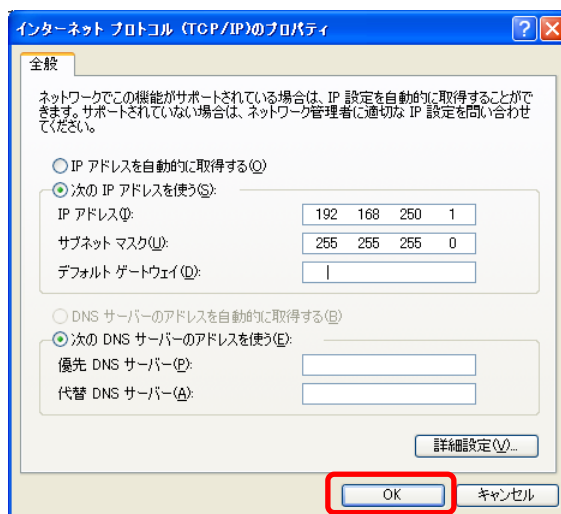 インターネット プロトコル (TCP/IP)のプロパティ
全般
ネットワークでこの機能がサポートされている場合は、IP 設定を自動的に取得することがで
きます。サポートされていない場合は、ネットワーク管理者に適切な IP 設定を問い合わせ
てください。
IP アドレスを自動的に取得する(O)
次の IP アドレスを使う(S):
IP アドレス(I): 192 168 250 1
サブネット マスク(U): 255 255 255 0
デフォルト ゲートウェイ(D):
DNS サーバーのアドレスを自動的に取得する(B)
次の DNS サーバーのアドレスを使う(E):
優先 DNS サーバー(P):
代替 DNS サーバー(A):
詳細設定(V)...
OK キャンセル